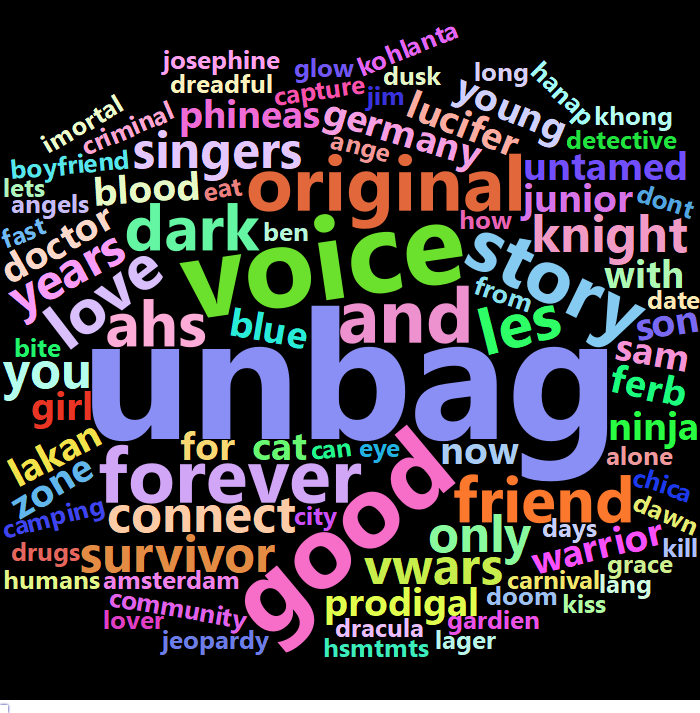 josephine
glow
kohlanta
dusk
long
hanap
dreadful
capture
jim
young
khong
imortal
criminal
phineas
germany
lucifer
detective
boyfriend
singers
ange
untamed
lets
angels
blood
eat
original
junior
dont
fast
doctor
dark
ben
how
knight
years
love
voice
story
from
with
date
ahs
blue
and
les
son
bite
sam
you
unbag
ferb
girl
ninja
lakan
for
cat
can
eye
now
alone
zone
forever
good
friend
chica
camping
connect
city
only
days
dawn
drugs
survivor
warrior
kill
humans
amsterdam
vwars
carnival
lang
grace
community
prodigal
doom
kiss
lover
dracula
gardien
jeopardy
hsmtmts
lager